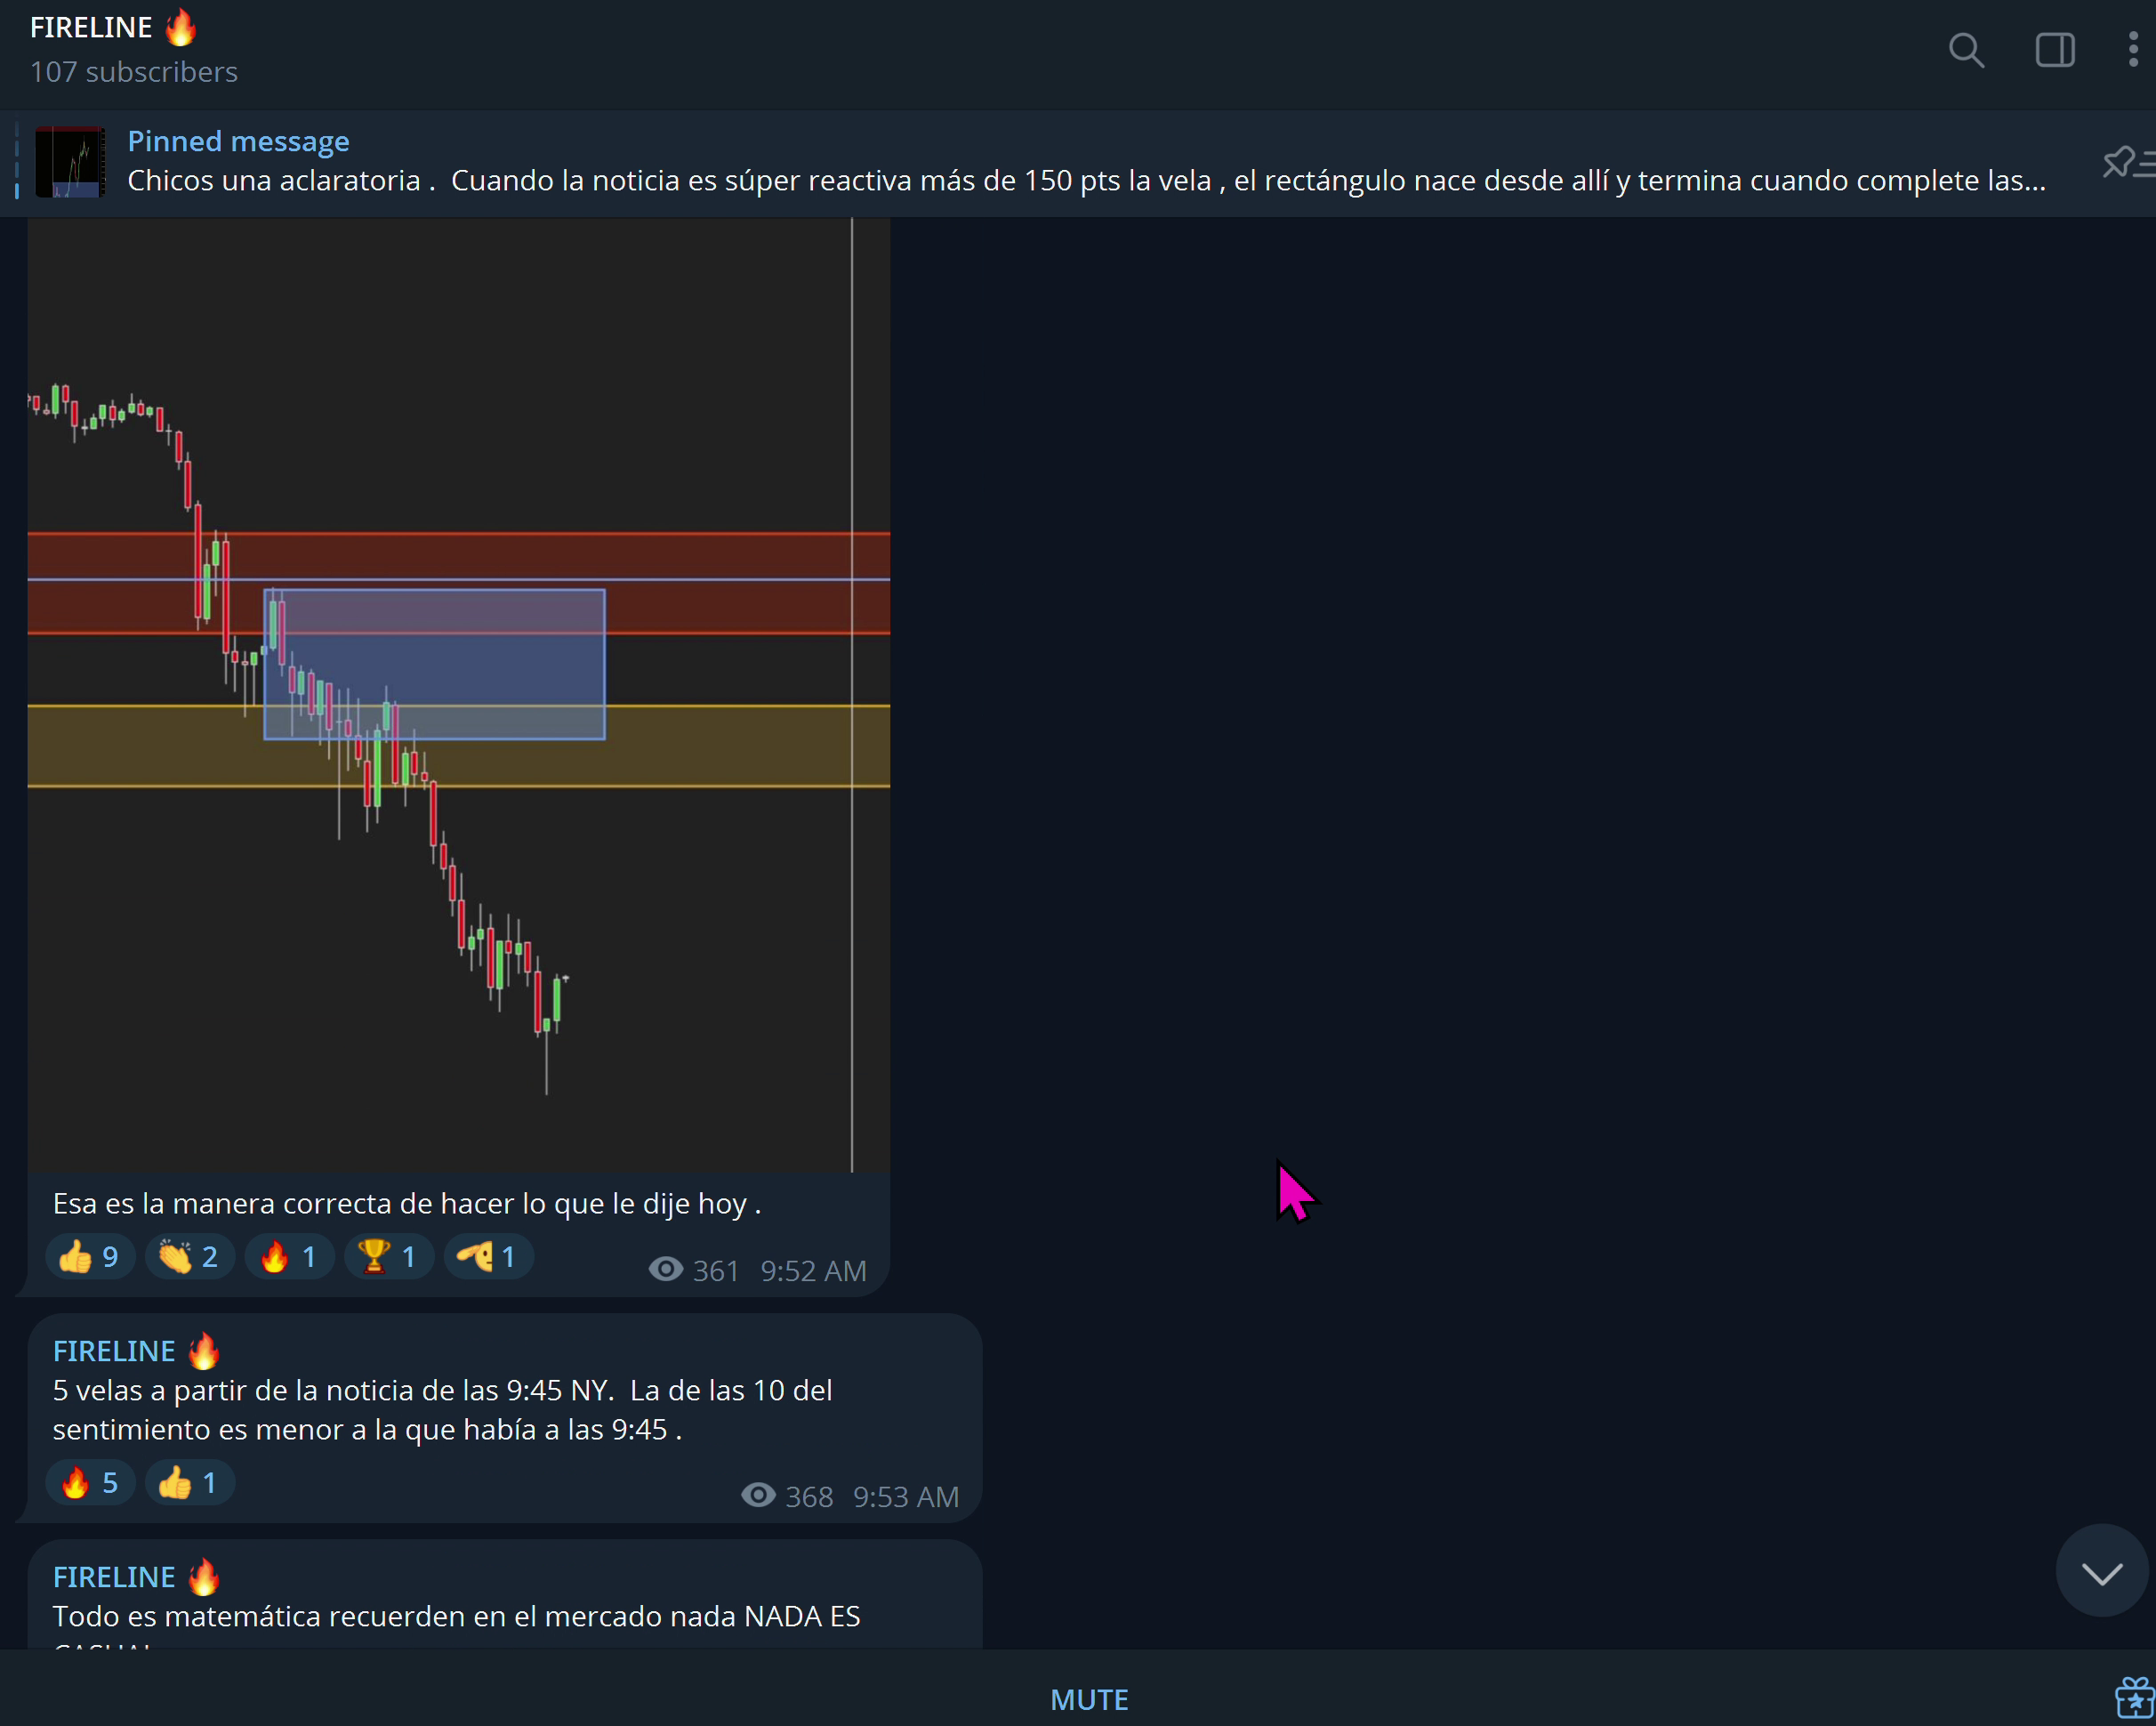 FIRELINE 🔥
107 subscribers
Pinned message
Chicos una aclaratoria .  Cuando la noticia es súper reactiva más de 150 pts la vela , el rectángulo nace desde allí y termina cuando complete las...
Esa es la manera correcta de hacer lo que le dije hoy .
👍 9 👏 2 🔥 1 🏆 1 🫡 1 361 9:52 AM
FIRELINE 🔥
5 velas a partir de la noticia de las 9:45 NY.  La de las 10 del
sentimiento es menor a la que había a las 9:45 .
🔥 5 👍 1 368 9:53 AM
FIRELINE 🔥
Todo es matemática recuerden en el mercado nada NADA ES
MUTE